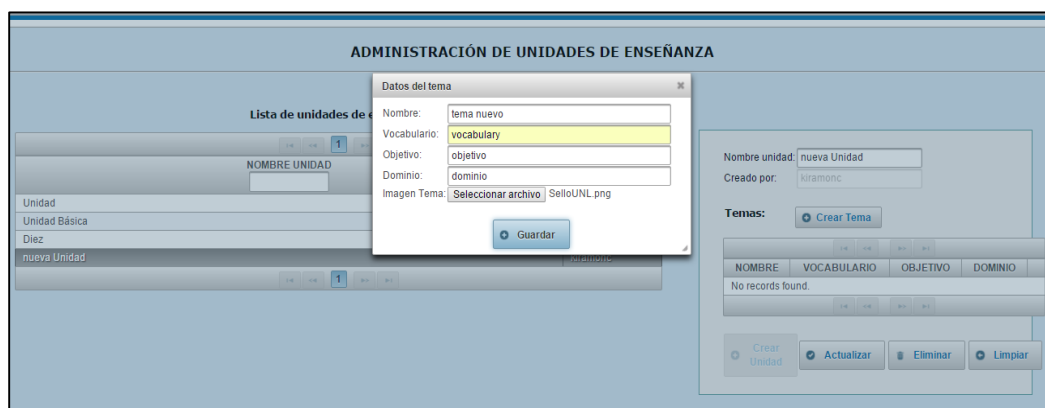 ADMINISTRACIÓN DE UNIDADES DE ENSEÑANZA
Datos del tema
Nombre: tema nuevo
Vocabulario: vocabulary
Objetivo: objetivo
Dominio: dominio
Imagen Tema: Seleccionar archivo SelloUNL.png
Guardar
Lista de unidades de e
1
NOMBRE UNIDAD
Unidad
Unidad Básica
Diez
nueva Unidad kiramonc
1
Nombre unidad: nueva Unidad
Creado por: kiramonc
Temas: Crear Tema
NOMBRE VOCABULARIO OBJETIVO DOMINIO
No records found.
Crear Unidad Actualizar Eliminar Limpiar